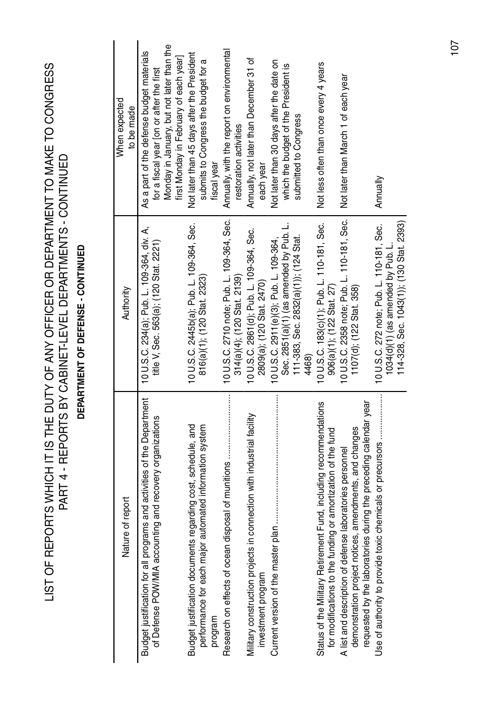 LIST OF REPORTS WHICH IT IS THE DUTY OF ANY OFFICER OR DEPARTMENT TO MAKE TO CONGRESS
PART 4 - REPORTS BY CABINET-LEVEL DEPARTMENTS - CONTINUED
DEPARTMENT OF DEFENSE - CONTINUED
Nature of report
Authority
When expected
to be made
Budget justification for all programs and activities of the Department
of Defense POW/MIA accounting and recovery organizations
10 U.S.C. 234(a); Pub. L. 109-364, div. A,
title V, Sec. 563(a); (120 Stat. 2221)
As a part of the defense budget materials
for a fiscal year [on or after the first
Monday in January, but not later than the
first Monday in February of each year]
Budget justification documents regarding cost, schedule, and
performance for each major automated information system
program
10 U.S.C. 2445b(a); Pub. L. 109-364, Sec.
816(a)(1); (120 Stat. 2323)
Not later than 45 days after the President
submits to Congress the budget for a
fiscal year
Research on effects of ocean disposal of munitions
10 U.S.C. 2710 note; Pub. L. 109-364, Sec.
314(a)(4); (120 Stat. 2139)
Annually, with the report on environmental
restoration activities
Military construction projects in connection with industrial facility
investment program
10 U.S.C. 2861(d); Pub. L. 109-364, Sec.
2809(a); (120 Stat. 2470)
Annually, not later than December 31 of
each year
Current version of the master plan
10 U.S.C. 2911(e)(3); Pub. L. 109-364,
Sec. 2851(a)(1) (as amended by Pub. L.
111-383, Sec. 2832(a)(1)); (124 Stat.
4468)
Not later than 30 days after the date on
which the budget of the President is
submitted to Congress
Status of the Military Retirement Fund, including recommendations
for modifications to the funding or amortization of the fund
10 U.S.C. 183(c)(1); Pub. L. 110-181, Sec.
906(a)(1); (122 Stat. 27)
Not less often than once every 4 years
A list and description of defense laboratories personnel
demonstration project notices, amendments, and changes
requested by the laboratories during the preceding calendar year
10 U.S.C. 2358 note; Pub. L. 110-181, Sec.
1107(d); (122 Stat. 358)
Not later than March 1 of each year
Use of authority to provide toxic chemicals or precursors
10 U.S.C. 272 note; Pub. L. 110-181, Sec.
1034(d)(1) (as amended by Pub. L.
114-328, Sec. 1043(1)); (130 Stat. 2393)
Annually
107